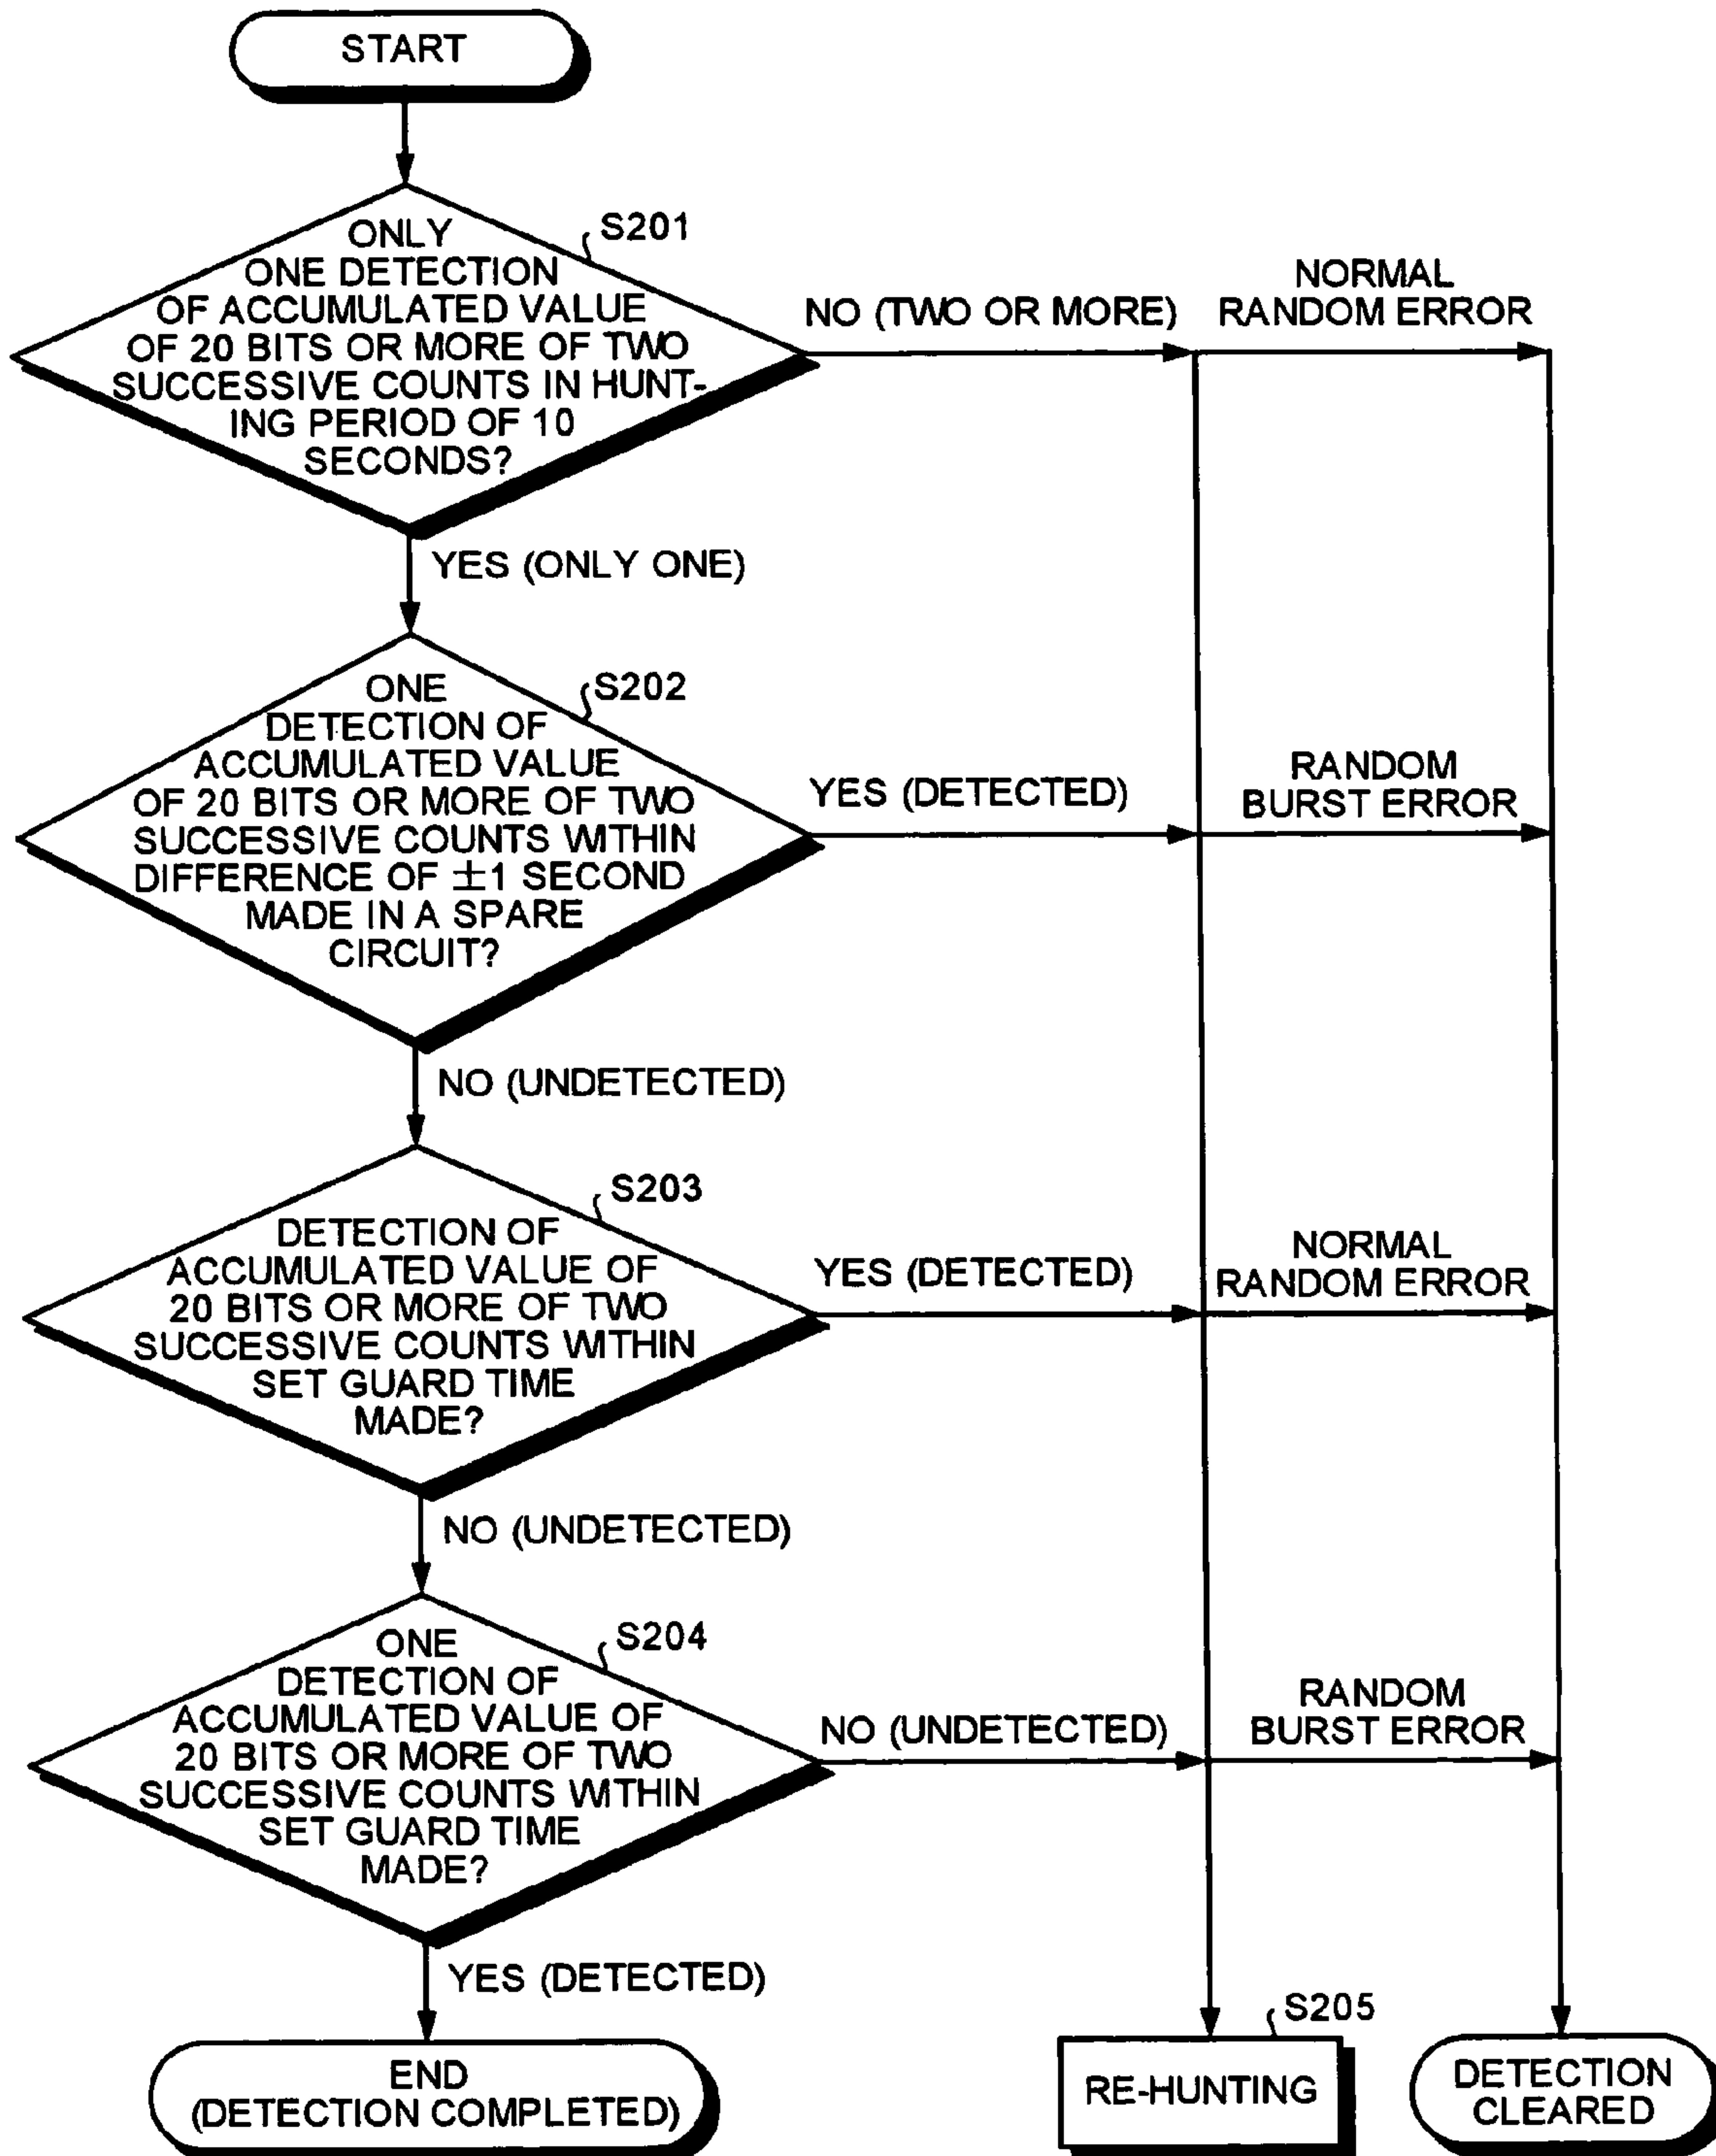 START
S201
ONLY
ONE DETECTION
OF ACCUMULATED VALUE
OF 20 BITS OR MORE OF TWO
SUCCESSIVE COUNTS IN HUNT-
ING PERIOD OF 10
SECONDS?
NO (TWO OR MORE)
NORMAL
RANDOM ERROR
YES (ONLY ONE)
S202
ONE
DETECTION OF
ACCUMULATED VALUE
OF 20 BITS OR MORE OF TWO
SUCCESSIVE COUNTS WITHIN
DIFFERENCE OF ±1 SECOND
MADE IN A SPARE
CIRCUIT?
YES (DETECTED)
RANDOM
BURST ERROR
NO (UNDETECTED)
S203
DETECTION OF
ACCUMULATED VALUE OF
20 BITS OR MORE OF TWO
SUCCESSIVE COUNTS WITHIN
SET GUARD TIME
MADE?
YES (DETECTED)
NORMAL
RANDOM ERROR
NO (UNDETECTED)
S204
ONE
DETECTION OF
ACCUMULATED VALUE OF
20 BITS OR MORE OF TWO
SUCCESSIVE COUNTS WITHIN
SET GUARD TIME
MADE?
NO (UNDETECTED)
RANDOM
BURST ERROR
YES (DETECTED)
END
(DETECTION COMPLETED)
S205
RE-HUNTING
DETECTION
CLEARED